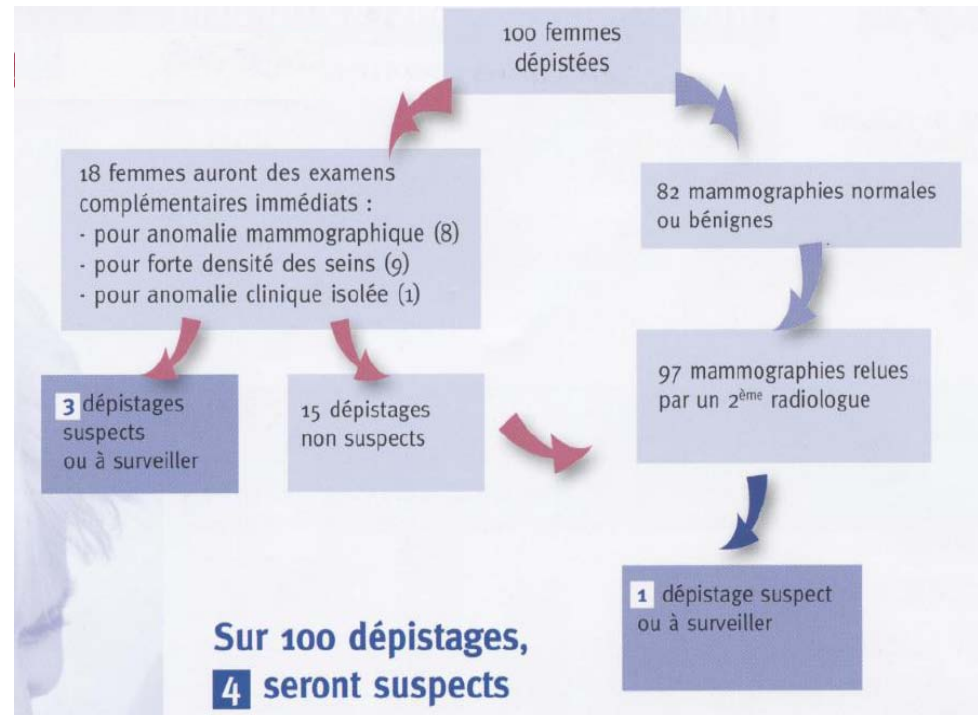 100 femmes
dépistées
18 femmes auront des examens
complémentaires immédiats :
- pour anomalie mammographique (8)
- pour forte densité des seins (9)
- pour anomalie clinique isolée (1)
82 mammographies normales
ou bénignes
3 dépistages
suspects
ou à surveiller
15 dépistages
non suspects
97 mammographies relues
par un 2ème radiologue
1 dépistage suspect
ou à surveiller
Sur 100 dépistages,
4 seront suspects